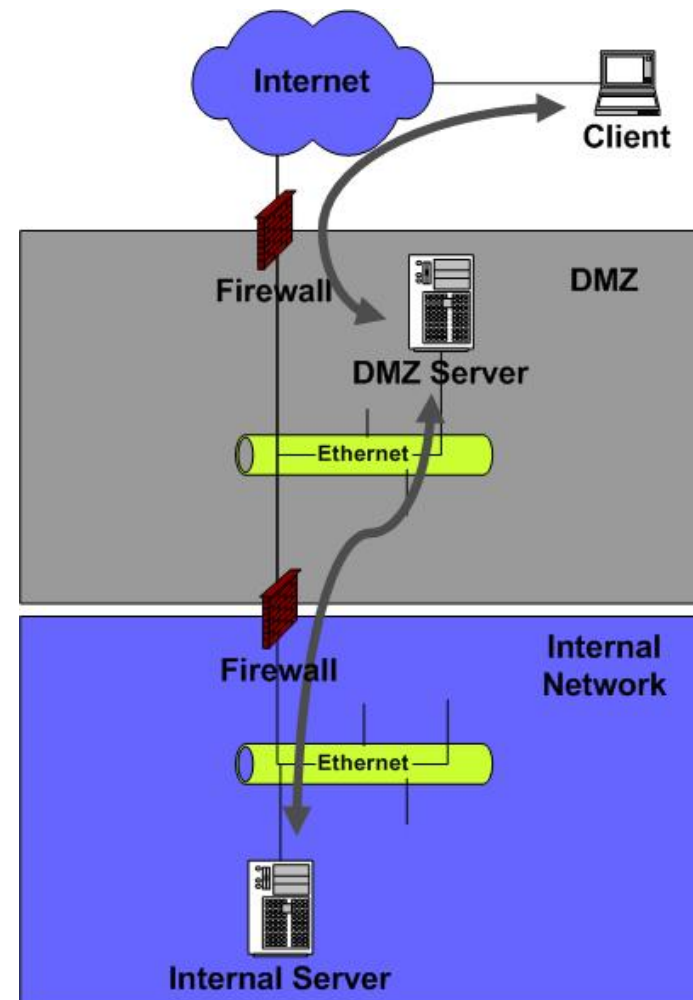 Internet
Client
Firewall
DMZ
DMZ Server
Ethernet
Firewall
Internal
Network
Ethernet
Internal Server